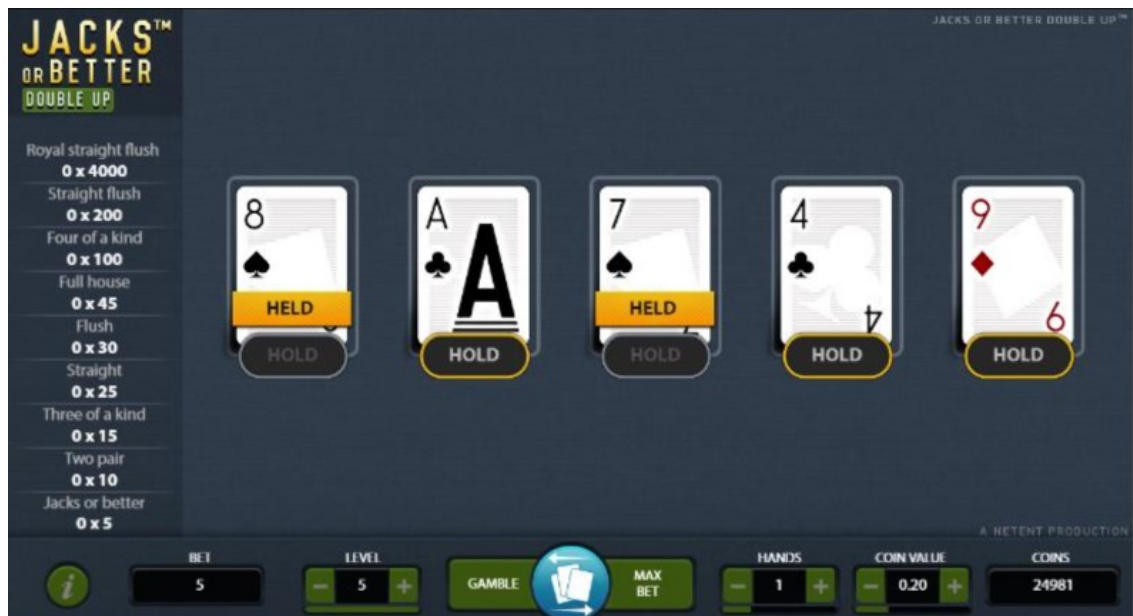 JACKS™
OR BETTER
DOUBLE UP
JACKS OR BETTER DOUBLE UP™
Royal straight flush
0 x 4000
Straight flush
0 x 200
Four of a kind
0 x 100
Full house
0 x 45
Flush
0 x 30
Straight
0 x 25
Three of a kind
0 x 15
Two pair
0 x 10
Jacks or better
0 x 5
8
HELD
HOLD
A
A
HOLD
7
HELD
HOLD
4
4
HOLD
9
9
HOLD
A NETENT PRODUCTION
i
BET
5
LEVEL
- 5 +
GAMBLE
MAX
BET
HANDS
- 1 +
COIN VALUE
- 0.20 +
COINS
24981